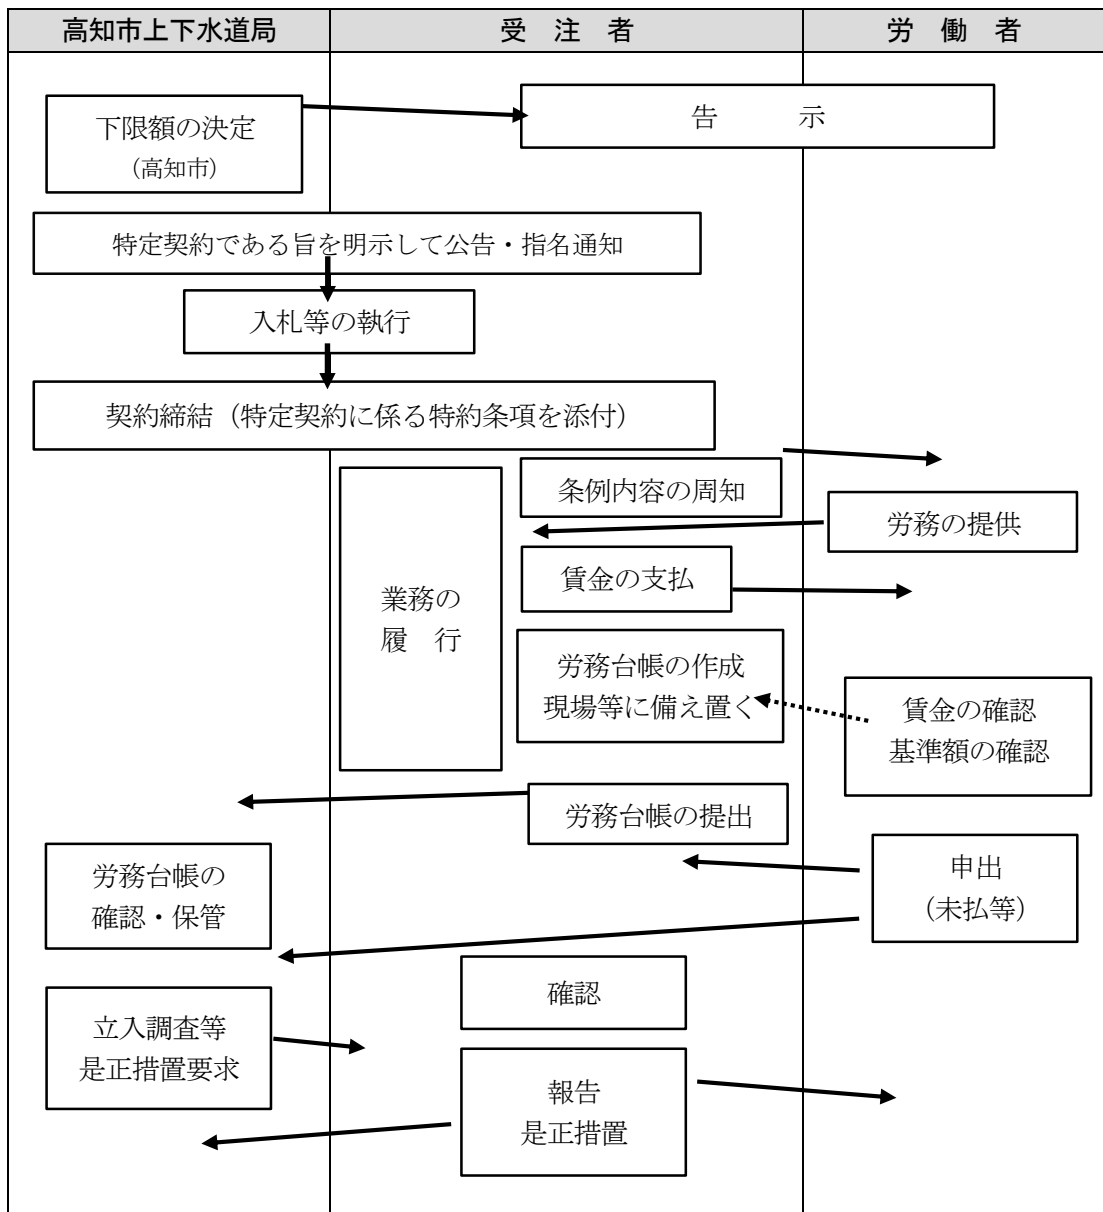 高知市上下水道局
受　注　者
労　働　者
下限額の決定
（高知市）
告　　　示
特定契約である旨を明示して公告・指名通知
入札等の執行
契約締結（特定契約に係る特約条項を添付）
条例内容の周知
労務の提供
業務の
履　行
賃金の支払
労務台帳の作成
現場等に備え置く
賃金の確認
基準額の確認
労務台帳の提出
労務台帳の
確認・保管
申出
（未払等）
確認
立入調査等
是正措置要求
報告
是正措置